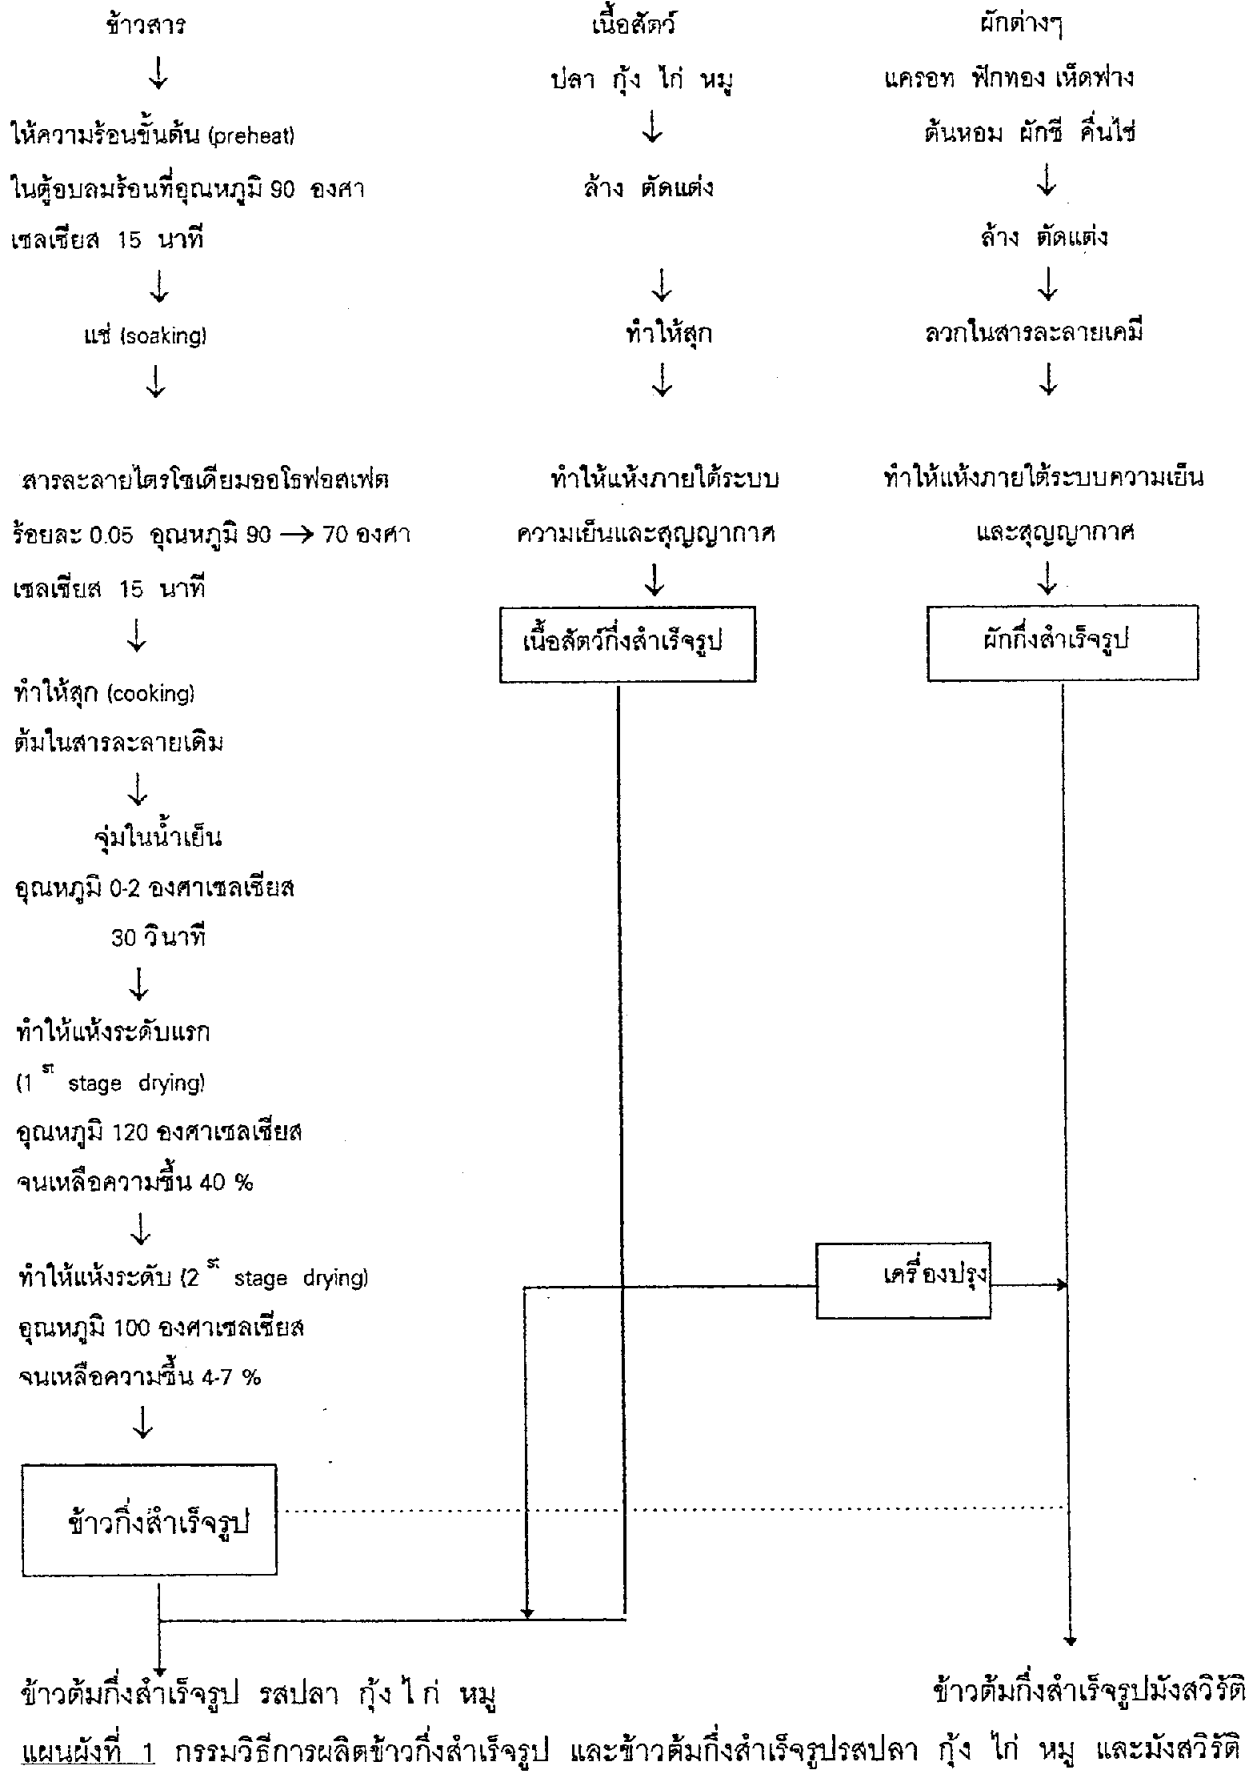 ข้าวสาร
ให้ความร้อนขั้นต้น (preheat)
ในตู้อบลมร้อนที่อุณหภูมิ 90 องศา
เซลเซียส 15 นาที
แช่ (soaking)
สารละลายไตรโซเดียมออโรฟอสเฟต
ร้อยละ 0.05 อุณหภูมิ 90 → 70 องศา
เซลเซียส 15 นาที
ทำให้สุก (cooking)
ต้มในสารละลายเดิม
จุ่มในน้ำเย็น
อุณหภูมิ 0-2 องศาเซลเซียส
30 วินาที
ทำให้แห้งระดับแรก
(1 st stage drying)
อุณหภูมิ 120 องศาเซลเซียส
จนเหลือความชื้น 40 %
ทำให้แห้งระดับ (2 st stage drying)
อุณหภูมิ 100 องศาเซลเซียส
จนเหลือความชื้น 4-7 %
ข้าวกึ่งสำเร็จรูป
เนื้อสัตว์
ปลา กุ้ง ไก่ หมู
ล้าง ตัดแต่ง
ทำให้สุก
ทำให้แห้งภายใต้ระบบ
ความเย็นและสุญญากาศ
เนื้อสัตว์กึ่งสำเร็จรูป
ผักต่างๆ
แครอท ฟักทอง เห็ดฟาง
ต้นหอม ผักชี คื่นไช่
ล้าง ตัดแต่ง
ลวกในสารละลายเคมี
ทำให้แห้งภายใต้ระบบความเย็น
และสุญญากาศ
ผักกึ่งสำเร็จรูป
เครื่องปรุง
ข้าวต้มกึ่งสำเร็จรูป รสปลา กุ้ง ไก่ หมู
ข้าวต้มกึ่งสำเร็จรูปมังสวิรัติ
แผนผังที่ 1 กรรมวิธีการผลิตข้าวกึ่งสำเร็จรูป และข้าวต้มกึ่งสำเร็จรูปรสปลา กุ้ง ไก่ หมู และมังสวิรัติ